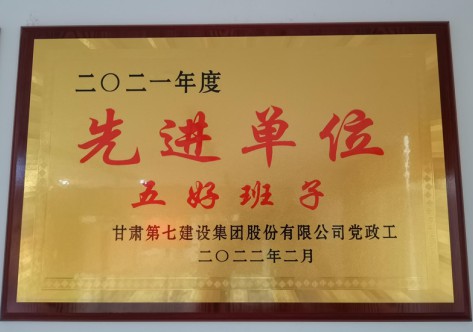 二〇二一年度
先进单位
五好班子
甘肃第七建设集团股份有限公司党政工
二〇二二年二月